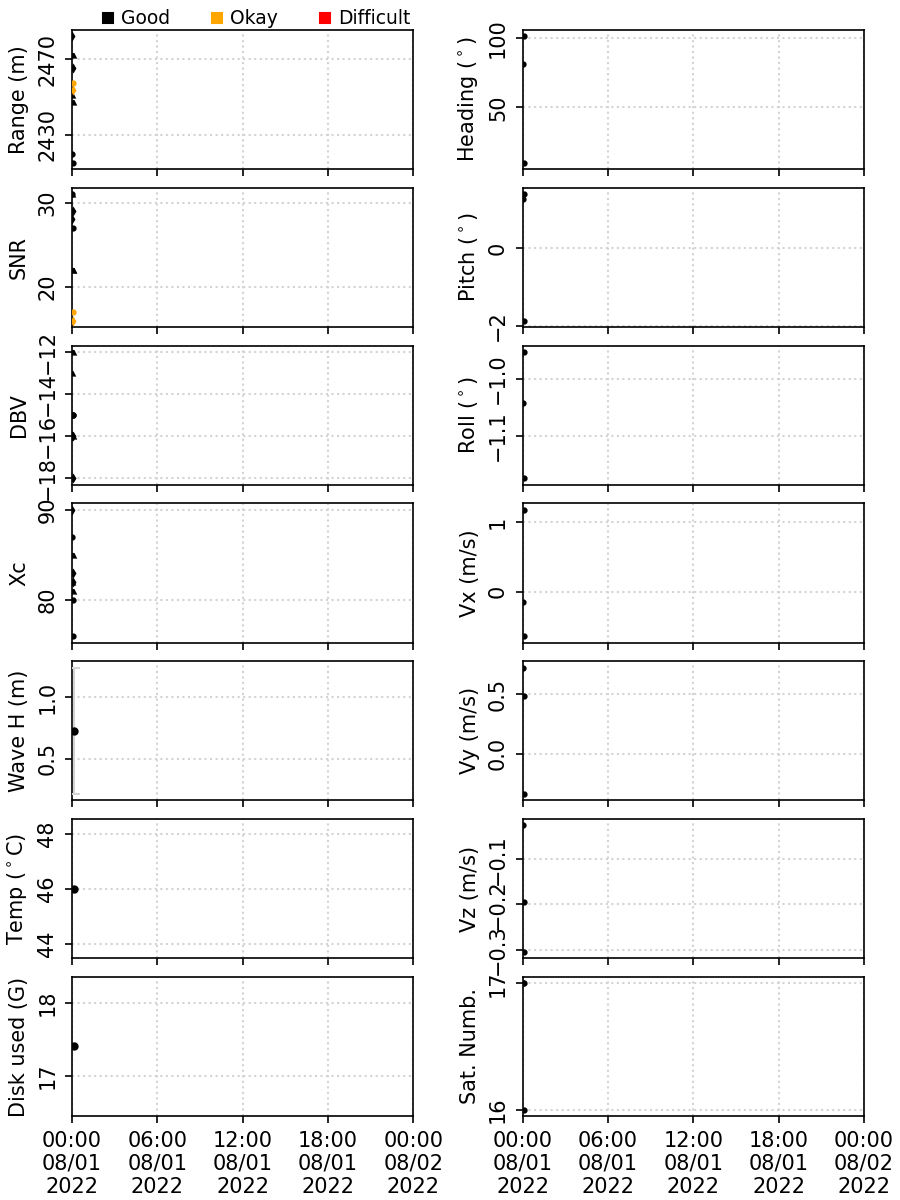 Good Okay Difficult
Range (m)
2470
2430
Heading (°)
100
50
SNR
30
20
Pitch (°)
0
−2
DBV
−12
−14
−16
−18
Roll (°)
−1.0
−1.1
Xc
90
80
Vx (m/s)
1
0
Wave H (m)
1.0
0.5
Vy (m/s)
0.5
0.0
Temp (°C)
48
46
44
Vz (m/s)
−0.1
−0.2
−0.3
Disk used (G)
18
17
Sat. Numb.
17
16
00:00 06:00 12:00 18:00 00:00
08/01 08/01 08/01 08/01 08/02
2022 2022 2022 2022 2022
00:00 06:00 12:00 18:00 00:00
08/01 08/01 08/01 08/01 08/02
2022 2022 2022 2022 2022